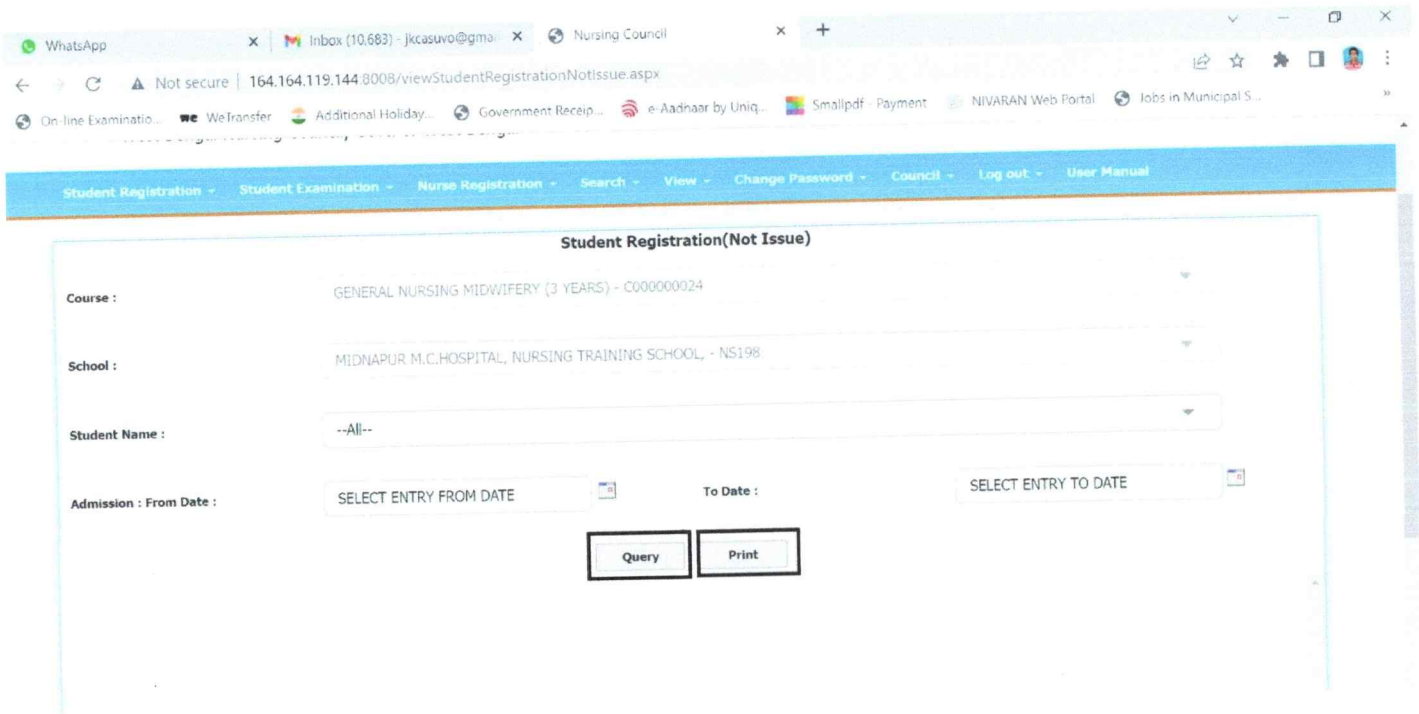 WhatsApp
Inbox (10,683) - jkcasuvo@gmai
Nursing Council
Not secure | 164.164.119.144:8008/viewStudentRegistrationNotIssue.aspx
On-line Examinatio...
we WeTransfer
Additional Holiday...
Government Receip...
e-Aadhaar by Uniq...
Smallpdf - Payment
NIVARAN Web Portal
Jobs in Municipal S...
Student Registration
Student Examination
Nurse Registration
Search
View
Change Password
Council
Log out
User Manual
Student Registration(Not Issue)
Course :
GENERAL NURSING MIDWIFERY (3 YEARS) - C000000024
School :
MIDNAPUR M.C.HOSPITAL, NURSING TRAINING SCHOOL, - NS198
Student Name :
--All--
Admission : From Date :
SELECT ENTRY FROM DATE
To Date :
SELECT ENTRY TO DATE
Query
Print